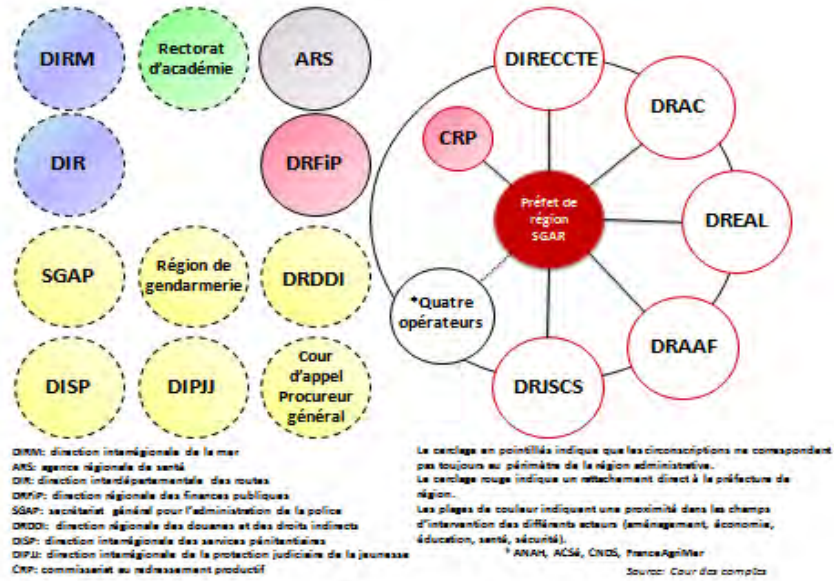 DIRM
Rectorat
d'académie
ARS
DIR
DRFiP
SGAP
Région de
gendarmerie
DRDDI
DISP
DIPJJ
Cour
d'appel
Procureur
général
DIRECCTE
DRAC
CRP
Préfet de
région
SGAR
DREAL
*Quatre
opérateurs
DRAAF
DRJSCS
DIRM: direction interrégionale de la mer
ARS: agence régionale de santé
DIR: direction interdépartementale des routes
DRFiP: direction régionale des finances publiques
SGAP: secrétariat général pour l'administration de la police
DRDDI: direction régionale des douanes et des droits indirects
DISP: direction interrégionale des services pénitentiaires
DIPJJ: direction interrégionale de la protection judiciaire de la jeunesse
CRP: commissariat au redressement productif
Le cerclage en pointillés indique que les circonscriptions ne correspondent
pas toujours au périmètre de la région administrative.
Le cerclage rouge indique un rattachement direct à la préfecture de
région.
Les plages de couleur indiquent une proximité dans les champs
d'intervention des différents acteurs (aménagement, économie,
éducation, santé, sécurité).
* ANAH, ACSé, CNDS, FranceAgriMer
Source: Cour des comptes